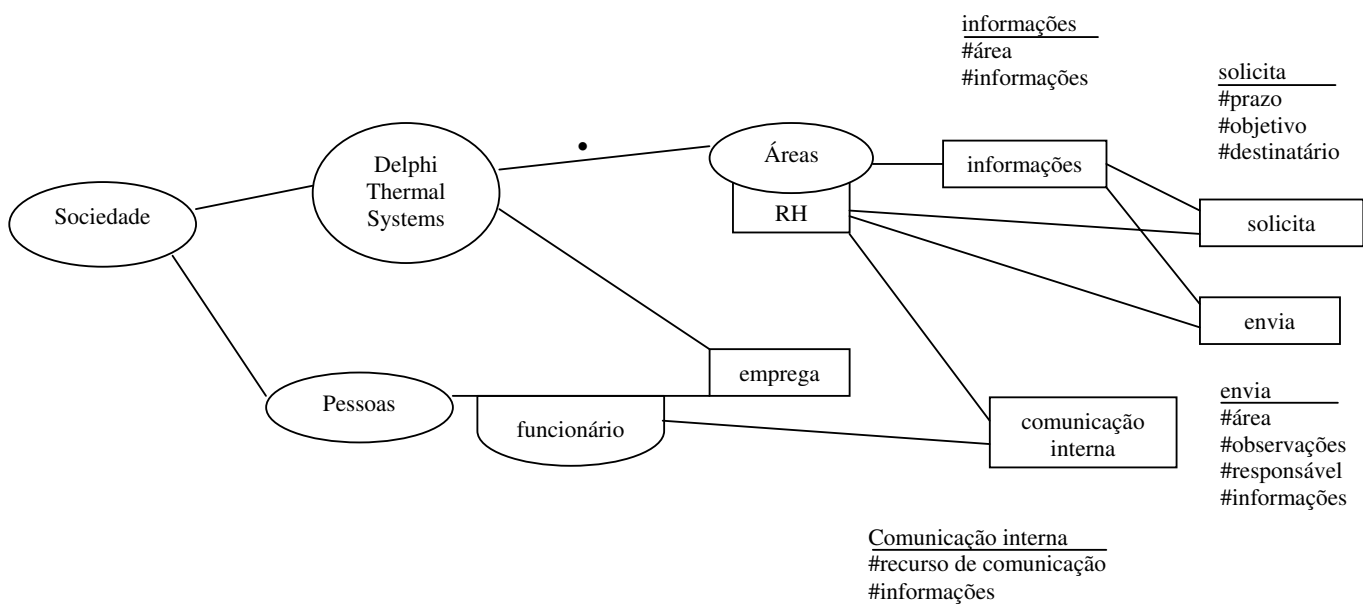 informações
#área
#informações
solicita
#prazo
#objetivo
#destinatário
Delphi
Thermal
Systems
Áreas
informações
Sociedade
RH
solicita
envia
emprega
Pessoas
funcionário
comunicação
interna
envia
#área
#observações
#responsável
#informações
Comunicação interna
#recurso de comunicação
#informações